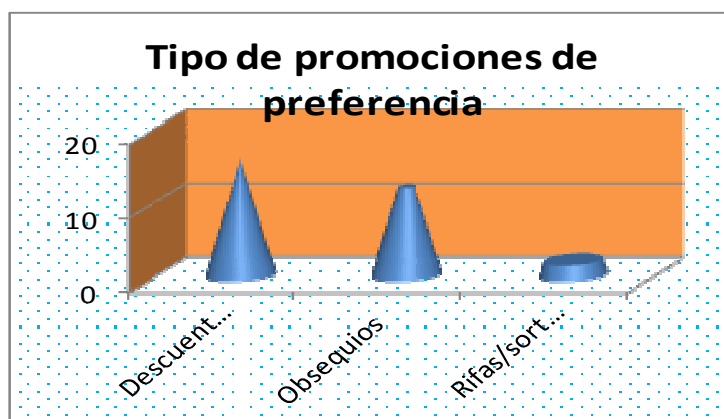 Tipo de promociones de
preferencia
20
10
0
Descuent...
Obsequios
Rifas/sort...